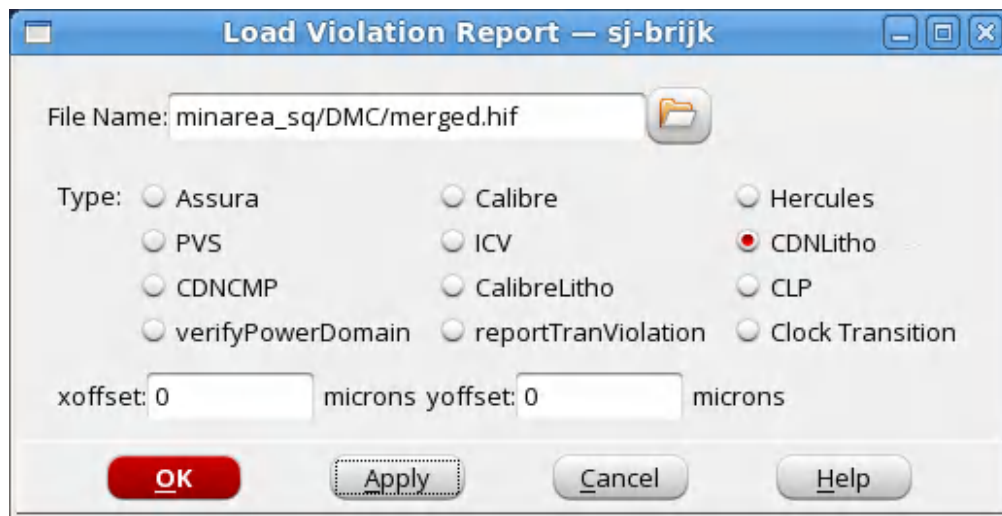 Load Violation Report — sj-brijk
File Name: minarea_sq/DMC/merged.hif
Type: Assura Calibre Hercules
PVS ICV CDNLitho
CDNCMP CalibreLitho CLP
verifyPowerDomain reportTranViolation Clock Transition
xoffset: 0 microns yoffset: 0 microns
OK Apply Cancel Help